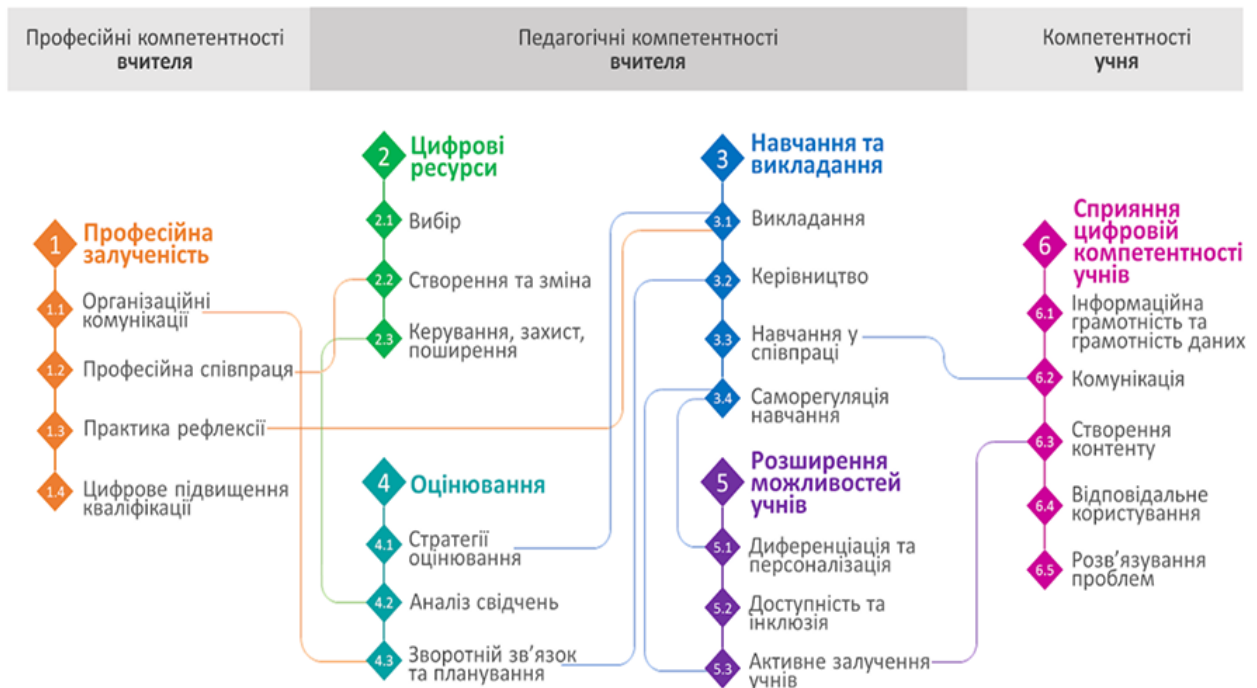 Професійні компетентності
вчителя
Педагогічні компетентності
вчителя
Компетентності
учня
1
Професійна
залученість
1.1
Організаційні
комунікації
1.2
Професійна співпраця
1.3
Практика рефлексії
1.4
Цифрове підвищення
кваліфікації
2
Цифрові
ресурси
2.1
Вибір
2.2
Створення та зміна
2.3
Керування, захист,
поширення
4
Оцінювання
4.1
Стратегії
оцінювання
4.2
Аналіз свідчень
4.3
Зворотній зв'язок
та планування
3
Навчання та
викладання
3.1
Викладання
3.2
Керівництво
3.3
Навчання у
співпраці
3.4
Саморегуляція
навчання
5
Розширення
можливостей
учнів
5.1
Диференціація та
персоналізація
5.2
Доступність та
інклюзія
5.3
Активне залучення
учнів
6
Сприяння
цифровій
компетентності
учнів
6.1
Інформаційна
грамотність та
грамотність даних
6.2
Комунікація
6.3
Створення
контенту
6.4
Відповідальне
користування
6.5
Розв'язування
проблем